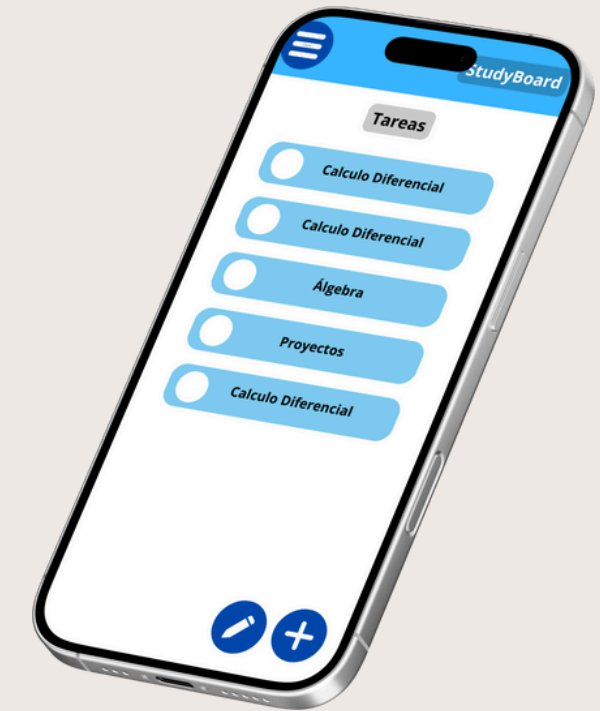 StudyBoard
Tareas
Calculo Diferencial
Calculo Diferencial
Álgebra
Proyectos
Calculo Diferencial